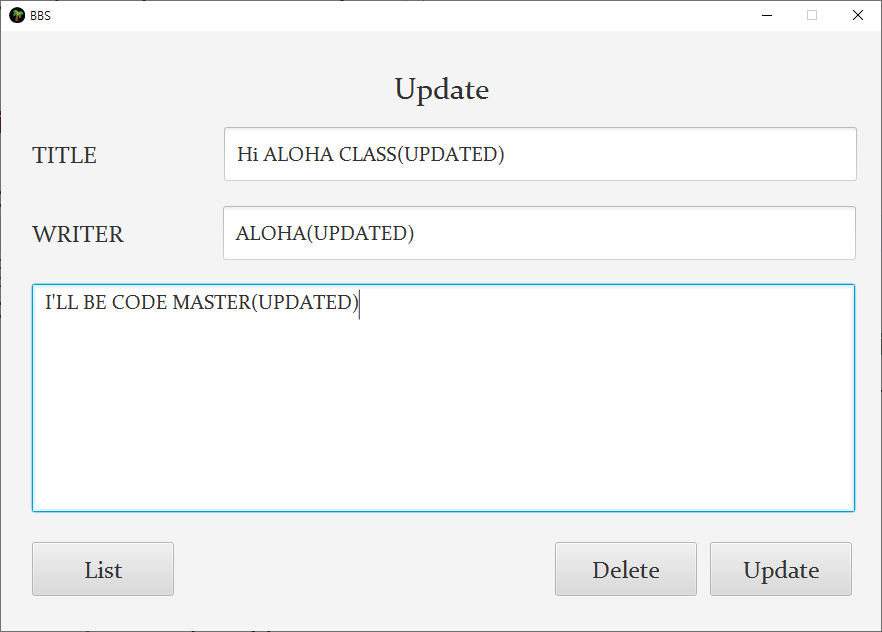 BBS
Update
TITLE
Hi ALOHA CLASS(UPDATED)
WRITER
ALOHA(UPDATED)
I'LL BE CODE MASTER(UPDATED)
List
Delete
Update